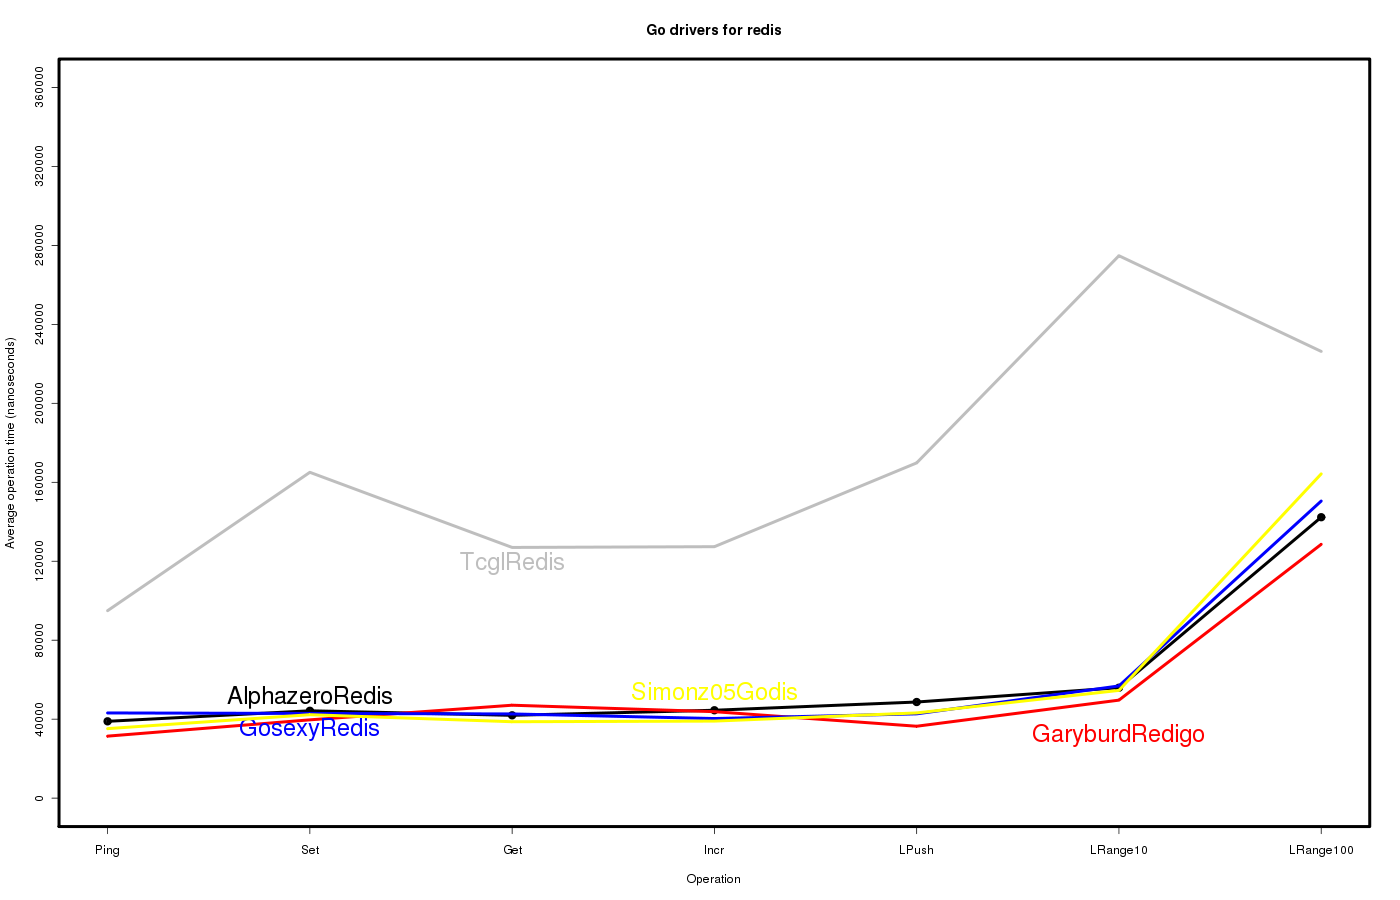 Go drivers for redis
Average operation time (nanoseconds)
360000
320000
280000
240000
200000
160000
120000
80000
40000
0
TcglRedis
AlphazeroRedis
Simonz05Godis
GosexyRedis
GaryburdRedigo
Ping
Set
Get
Incr
LPush
LRange10
LRange100
Operation